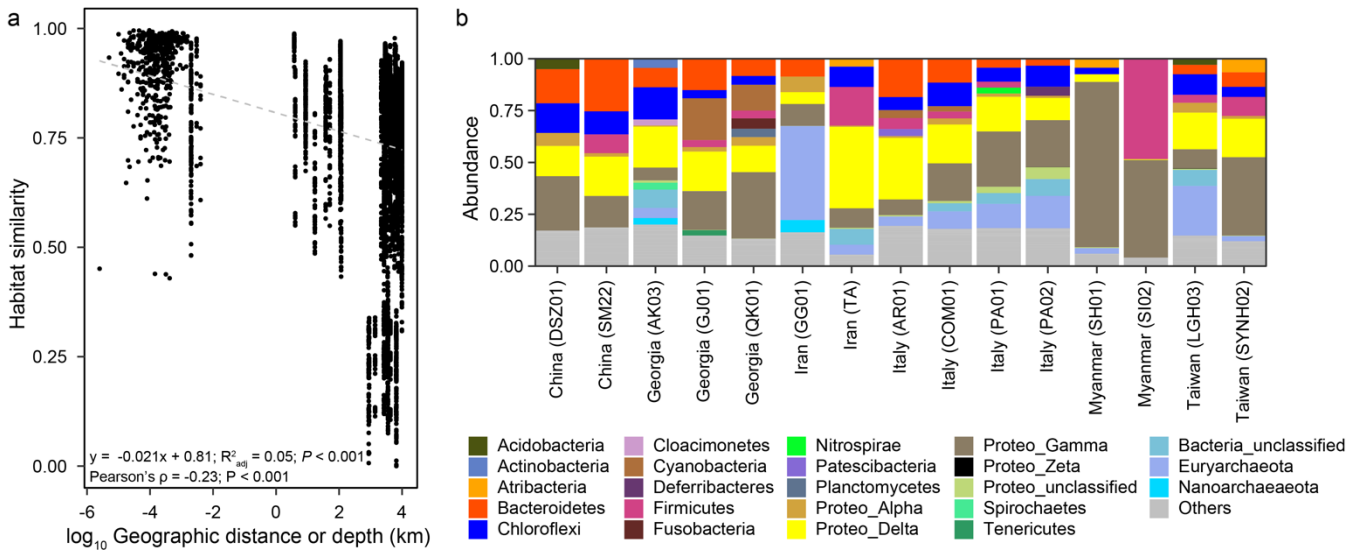 a
1.00
0.75
0.50
0.25
0.00
Habitat similarity
y = -0.021x + 0.81; R²adj = 0.05; P < 0.001
Pearson's ρ = -0.23; P < 0.001
-6 -4 -2 0 2 4
log10 Geographic distance or depth (km)
b
1.00
0.75
0.50
0.25
0.00
Abundance
China (DSZ01)
China (SM22)
Georgia (AK03)
Georgia (GJ01)
Georgia (QK01)
Iran (GG01)
Iran (TA)
Italy (AR01)
Italy (COM01)
Italy (PA01)
Italy (PA02)
Myanmar (SH01)
Myanmar (SI02)
Taiwan (LGH03)
Taiwan (SYNH02)
Acidobacteria
Actinobacteria
Atribacteria
Bacteroidetes
Chloroflexi
Cloacimonetes
Cyanobacteria
Deferribacteres
Firmicutes
Fusobacteria
Nitrospirae
Patescibacteria
Planctomycetes
Proteo_Alpha
Proteo_Delta
Proteo_Gamma
Proteo_Zeta
Proteo_unclassified
Spirochaetes
Tenericutes
Bacteria_unclassified
Euryarchaeota
Nanoarchaeaeota
Others